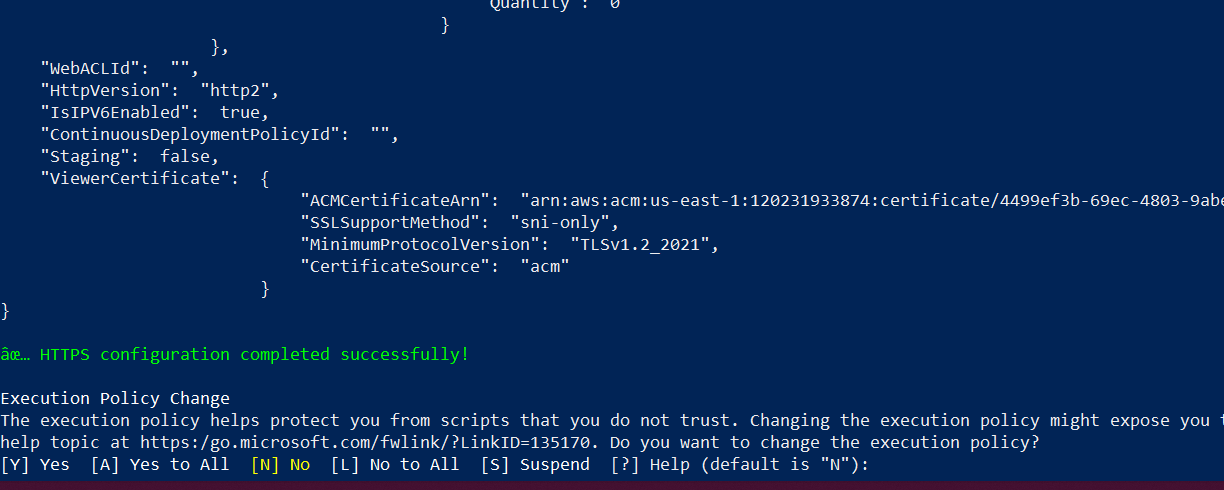 "Quantity": 0
}
},
"WebACLId": "",
"HttpVersion": "http2",
"IsIPV6Enabled": true,
"ContinuousDeploymentPolicyId": "",
"Staging": false,
"ViewerCertificate": {
"ACMCertificateArn": "arn:aws:acm:us-east-1:120231933874:certificate/4499ef3b-69ec-4803-9abe
"SSLSupportMethod": "sni-only",
"MinimumProtocolVersion": "TLSv1.2_2021",
"CertificateSource": "acm"
}
}
âœ… HTTPS configuration completed successfully!
Execution Policy Change
The execution policy helps protect you from scripts that you do not trust. Changing the execution policy might expose you
help topic at https:/go.microsoft.com/fwlink/?LinkID=135170. Do you want to change the execution policy?
[Y] Yes [A] Yes to All [N] No [L] No to All [S] Suspend [?] Help (default is "N"):